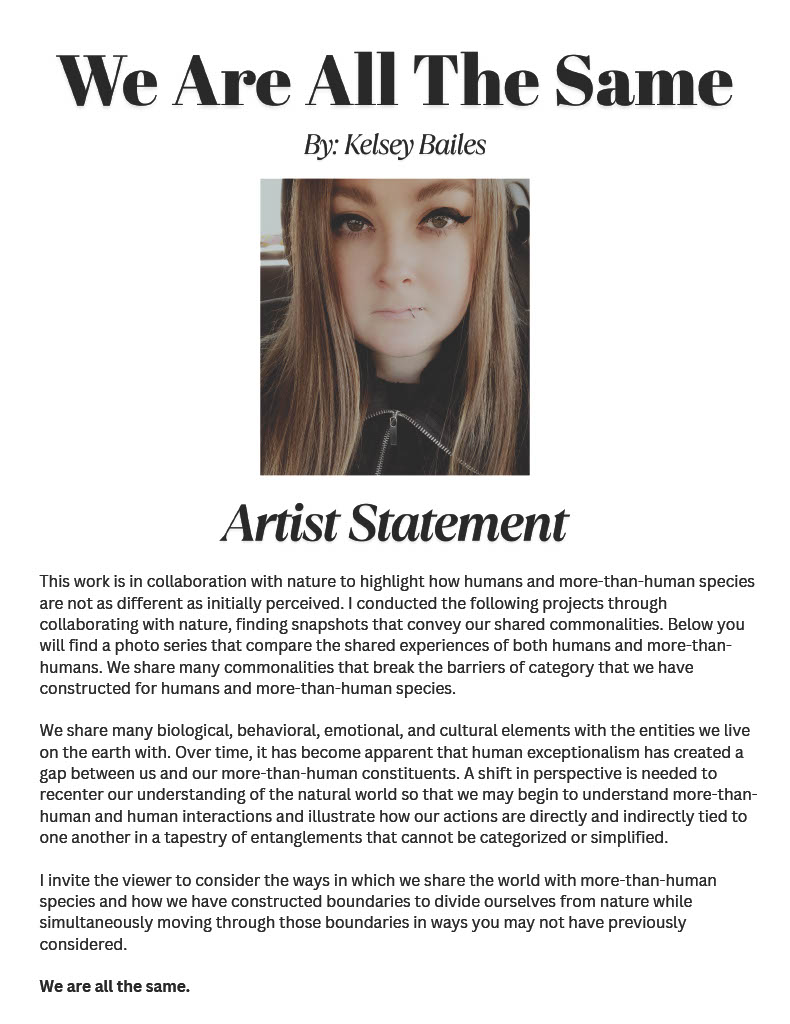 We Are All The Same
By: Kelsey Bailes
Artist Statement
This work is in collaboration with nature to highlight how humans and more-than-human species
are not as different as initially perceived. I conducted the following projects through
collaborating with nature, finding snapshots that convey our shared commonalities. Below you
will find a photo series that compare the shared experiences of both humans and more-than-
humans. We share many commonalities that break the barriers of category that we have
constructed for humans and more-than-human species.
We share many biological, behavioral, emotional, and cultural elements with the entities we live
on the earth with. Over time, it has become apparent that human exceptionalism has created a
gap between us and our more-than-human constituents. A shift in perspective is needed to
recenter our understanding of the natural world so that we may begin to understand more-than-
human and human interactions and illustrate how our actions are directly and indirectly tied to
one another in a tapestry of entanglements that cannot be categorized or simplified.
I invite the viewer to consider the ways in which we share the world with more-than-human
species and how we have constructed boundaries to divide ourselves from nature while
simultaneously moving through those boundaries in ways you may not have previously
considered.
We are all the same.